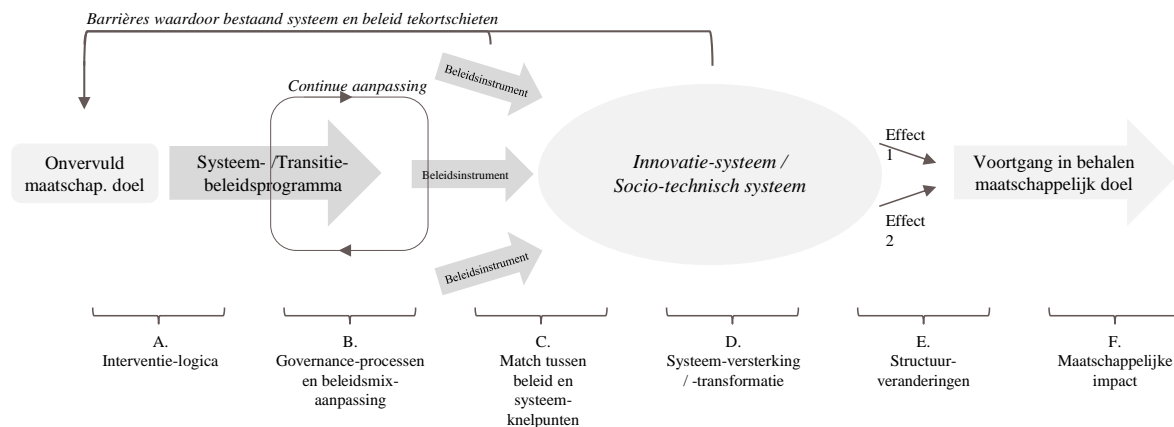 Barrières waardoor bestaand systeem en beleid tekortschieten
Continue aanpassing
Onvervuld
maatschap. doel
Systeem- /Transitie-
beleidsprogramma
Beleidsinstrument
Beleidsinstrument
Beleidsinstrument
Innovatie-systeem /
Socio-technisch systeem
Effect
1
Effect
2
Voortgang in behalen
maatschappelijk doel
A.
Interventie-logica
B.
Governance-processen
en beleidsmix-
aanpassing
C.
Match tussen
beleid en
systeem-
knelpunten
D.
Systeem-versterking
/ -transformatie
E.
Structuur-
veranderingen
F.
Maatschappelijke
impact